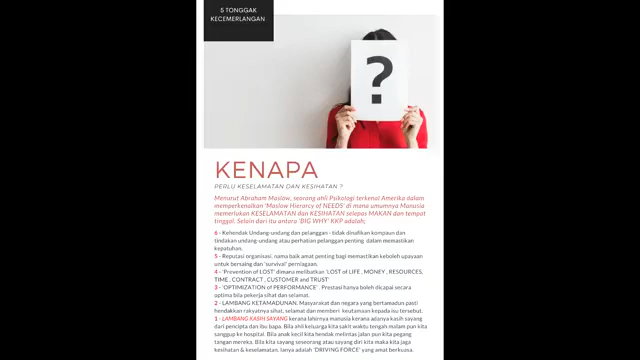 5 TONGGAK
KECEMERLANGAN
?
KENAPA
PERLU KESELAMATAN DAN KESIHATAN ?
Menurut Abraham Maslow, seorang ahli Psikologi terkenal Amerika dalam
memperkenalkan 'Maslow Hierorcy of NEEDS' di mana umumnya Manusia
memerlukan KESELAMATAN dan KESIHATAN selepas MAKAN dan tempat
tinggal. Selain dari itu antara 'BIG WHY' KKP adalah;
6 - Kehendak Undang-undang dan pelanggan - tidak dinafikan kompaun dan
tindakan undang-undang atau perhatian pelanggan penting dalam memastikan
kepatuhan.
5 - Reputasi organisasi. nama baik amat penting bagi memastikan keboleh upayaan
untuk bersaing dan 'survival' perniagaan.
4 - 'Prevention of LOST' dimana melibatkan 'LOST of LIFE , MONEY , RESOURCES,
TIME , CONTRACT , CUSTOMER and TRUST'
3 - 'OPTIMIZATION of PERFORMANCE' . Prestasi hanya boleh dicapai secara
optima bila pekerja sihat dan selamat.
2 - LAMBANG KETAMADUNAN. Masyarakat dan negara yang bertamadun pasti
hendakkan rakyatnya sihat, selamat dan memberi keutamaan kepada isu tersebut.
1 - LAMBANG KASIH SAYANG kerana lahirnya manusia kerana adanya kasih sayang
dari pencipta dan ibu bapa. Bila ahli keluarga kita sakit waktu tengah malam pun kita
sanggup ke hospital. Bila anak kecil kita hendak melintas jalan pun kita pegang
tangan mereka. Bila kita sayang seseorang atau sayang diri kita maka kita jaga
kesihatan & keselamatan. Ianya adalah 'DRIVING FORCE' yang amat berkuasa.